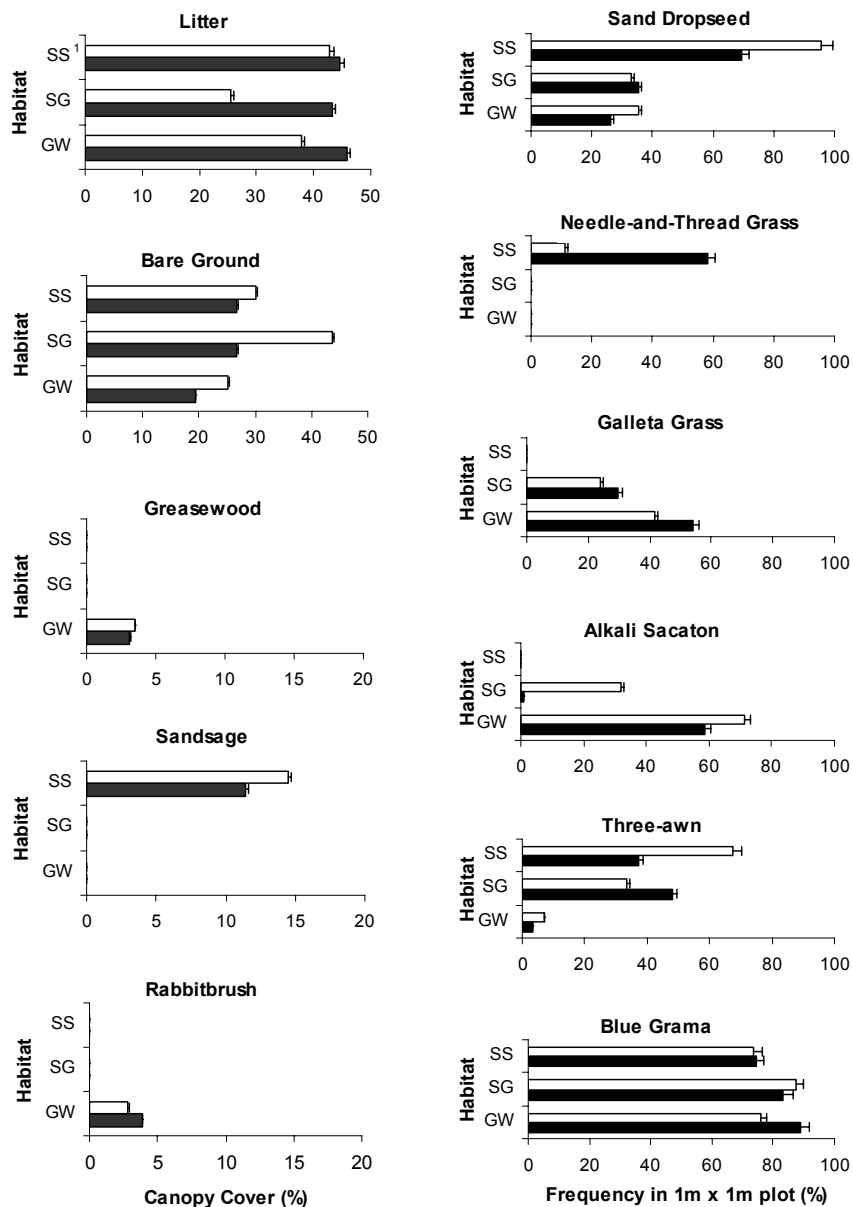 Litter
Habitat
SS 1
SG
GW
0 10 20 30 40 50
Bare Ground
Habitat
SS
SG
GW
0 10 20 30 40 50
Greasewood
Habitat
SS
SG
GW
0 5 10 15 20
Sandsage
Habitat
SS
SG
GW
0 5 10 15 20
Rabbitbrush
Habitat
SS
SG
GW
0 5 10 15 20
Canopy Cover (%)
Sand Dropseed
Habitat
SS
SG
GW
0 20 40 60 80 100
Needle-and-Thread Grass
Habitat
SS
SG
GW
0 20 40 60 80 100
Galleta Grass
Habitat
SS
SG
GW
0 20 40 60 80 100
Alkali Sacaton
Habitat
SS
SG
GW
0 20 40 60 80 100
Three-awn
Habitat
SS
SG
GW
0 20 40 60 80 100
Blue Grama
Habitat
SS
SG
GW
0 20 40 60 80 100
Frequency in 1m x 1m plot (%)